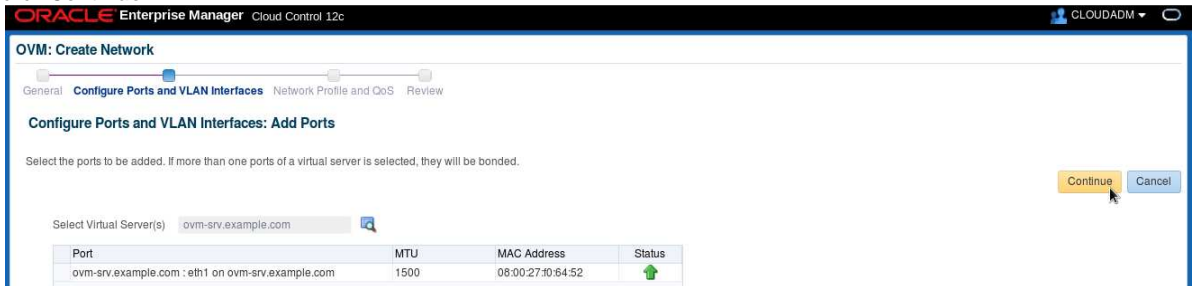 ORACLE Enterprise Manager Cloud Control 12c
CLOUDADM
OVM: Create Network
General Configure Ports and VLAN Interfaces Network Profile and QoS Review
Configure Ports and VLAN Interfaces: Add Ports
Select the ports to be added. If more than one ports of a virtual server is selected, they will be bonded.
Continue Cancel
Select Virtual Server(s) ovm-srv.example.com
Port MTU MAC Address Status
ovm-srv.example.com : eth1 on ovm-srv.example.com 1500 08:00:27:f0:64:52